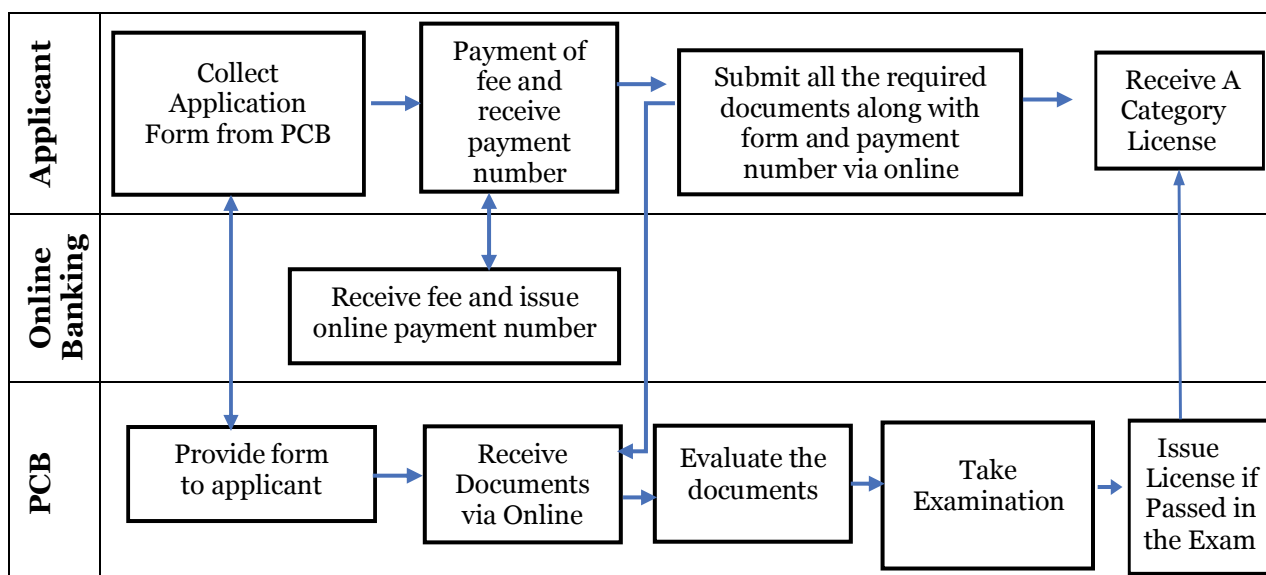 Applicant
Collect
Application
Form from PCB
Payment of
fee and
receive
payment
number
Submit all the required
documents along with
form and payment
number via online
Receive A
Category
License
Online
Banking
Receive fee and issue
online payment number
PCB
Provide form
to applicant
Receive
Documents
via Online
Evaluate the
documents
Take
Examination
Issue
License if
Passed in
the Exam